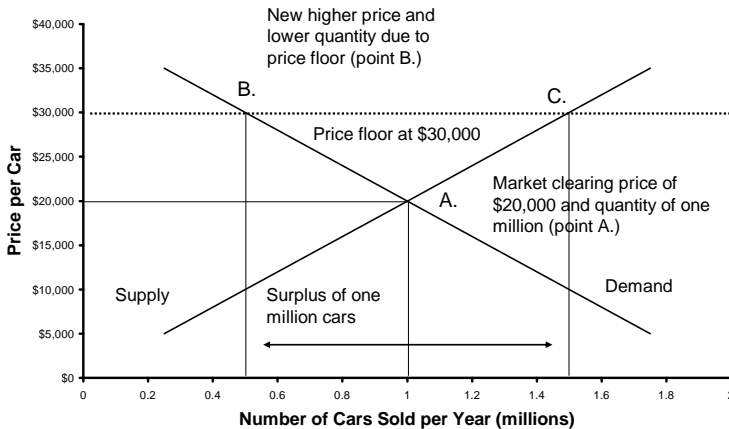 $40,000
$35,000
$30,000
$25,000
$20,000
$15,000
$10,000
$5,000
$0
Price per Car
New higher price and
lower quantity due to
price floor (point B.)
B.
C.
Price floor at $30,000
A.
Market clearing price of
$20,000 and quantity of one
million (point A.)
Supply
Surplus of one
million cars
Demand
0 0.2 0.4 0.6 0.8 1 1.2 1.4 1.6 1.8
Number of Cars Sold per Year (millions)